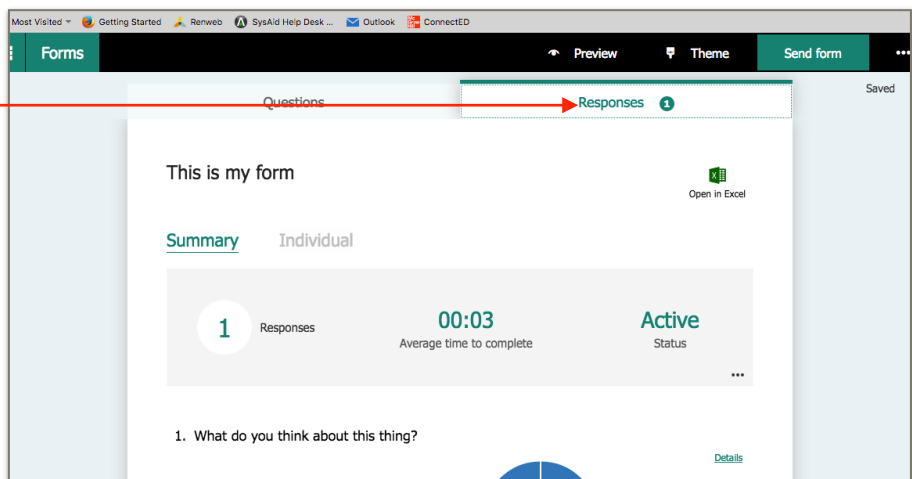 Most Visited Getting Started Renweb SysAid Help Desk ... Outlook ConnectED
Forms Preview Theme Send form ...
Saved
Questions Responses 1
This is my form
Open in Excel
Summary Individual
1 Responses
00:03
Average time to complete
Active
Status
...
1. What do you think about this thing?
Details